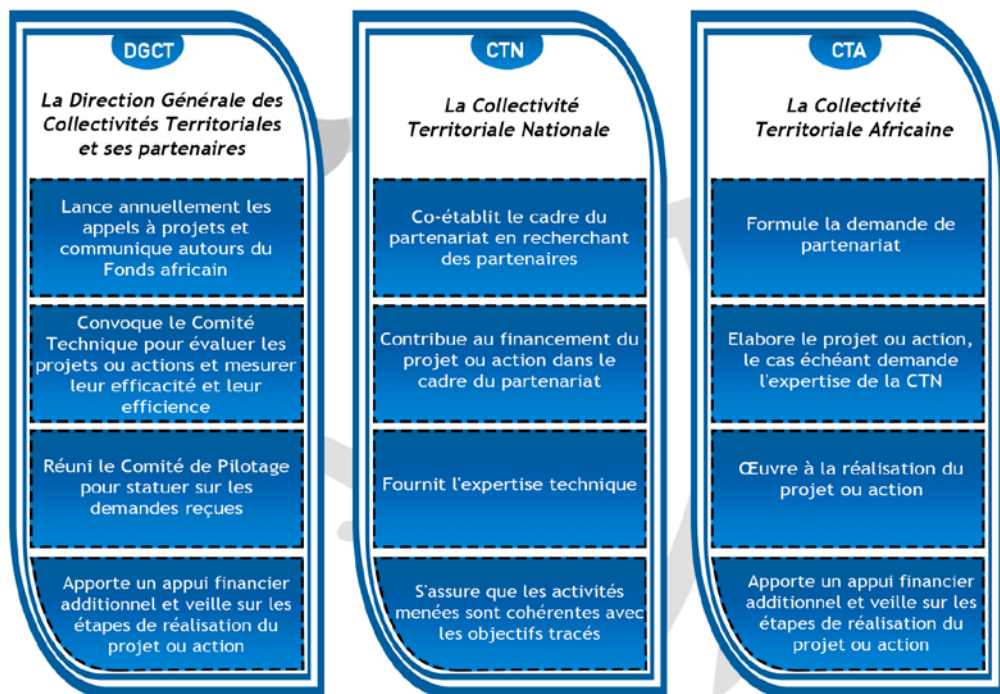 DGCT
La Direction Générale des
Collectivités Territoriales
et ses partenaires
Lance annuellement les
appels à projets et
communique autours du
Fonds africain
Convoque le Comité
Technique pour évaluer les
projets ou actions et mesurer
leur efficacité et leur
efficience
Réuni le Comité de Pilotage
pour statuer sur les
demandes reçues
Apporte un appui financier
additionnel et veille sur les
étapes de réalisation du
projet ou action
CTN
La Collectivité
Territoriale Nationale
Co-établit le cadre du
partenariat en recherchant
des partenaires
Contribue au financement du
projet ou action dans le
cadre du partenariat
Fournit l'expertise technique
S'assure que les activités
menées sont cohérentes avec
les objectifs tracés
CTA
La Collectivité
Territoriale Africaine
Formule la demande de
partenariat
Elabore le projet ou action,
le cas échéant demande
l'expertise de la CTN
Œuvre à la réalisation du
projet ou action
Apporte un appui financier
additionnel et veille sur les
étapes de réalisation du
projet ou action